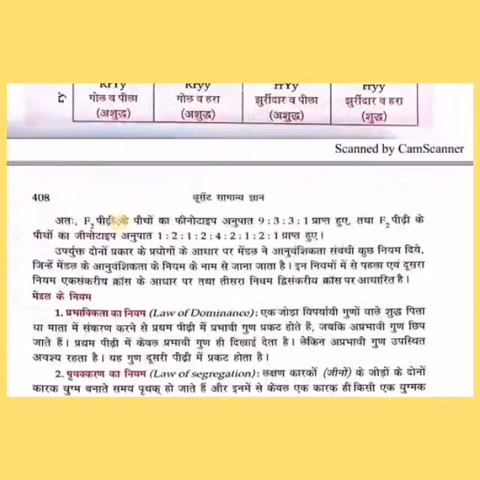 RrYy Rryy rrYy rryy
ry गोल व पीला गोल व हरा झुर्रीदार व पीला झुर्रीदार व हरा
(अशुद्ध) (अशुद्ध) (अशुद्ध) (शुद्ध)
Scanned by CamScanner
408 लूसेंट सामान्य ज्ञान
अतः, F₂ पीढ़ी के पौधों का फीनोटाइप अनुपात 9 : 3 : 3 : 1 प्राप्त हुए, तथा F₂ पीढ़ी के
पौधों का जीनोटाइप अनुपात 1 : 2 : 1 : 2 : 4 : 2 : 1 : 2 : 1 प्राप्त हुए।
उपर्युक्त दोनों प्रकार के प्रयोगों के आधार पर मेंडल ने आनुवंशिकता संबंधी कुछ नियम दिये,
जिन्हें मेंडल के आनुवंशिकता के नियम के नाम से जाना जाता है। इन नियमों में से पहला एवं दूसरा
नियम एकसंकरीय क्रॉस के आधार पर तथा तीसरा नियम द्विसंकरीय क्रॉस पर आधारित है।
मेंडल के नियम
1. प्रभाविकता का नियम (Law of Dominance): एक जोड़ा विपर्यायी गुणों वाले शुद्ध पिता
या माता में संकरण करने से प्रथम पीढ़ी में प्रभावी गुण प्रकट होते हैं, जबकि अप्रभावी गुण छिप
जाते हैं। प्रथम पीढ़ी में केवल प्रभावी गुण ही दिखाई देता है। लेकिन अप्रभावी गुण उपस्थित
अवश्य रहता है। यह गुण दूसरी पीढ़ी में प्रकट होता है।
2. पृथक्करण का नियम (Law of segregation): लक्षण कारकों (जीनों) के जोड़ों के दोनों
कारक युग्म बनाते समय पृथक् हो जाते हैं और इनमें से केवल एक कारक ही किसी एक युग्मक